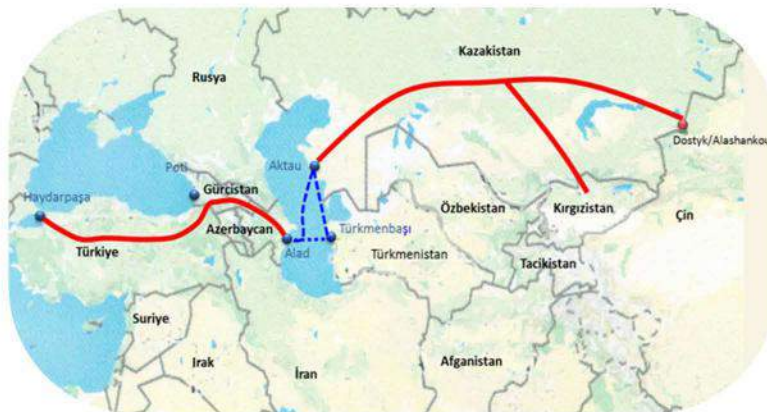 Kazakistan
Rusya
Dostyk/Alashankou
Aktau
Poti
Gürcistan
Haydarpaşa
Özbekistan
Kırgızistan
Çin
Azerbaycan
Türkmenbaşı
Türkiye
Alad
Türkmenistan
Tacikistan
Suriye
Irak
İran
Afganistan